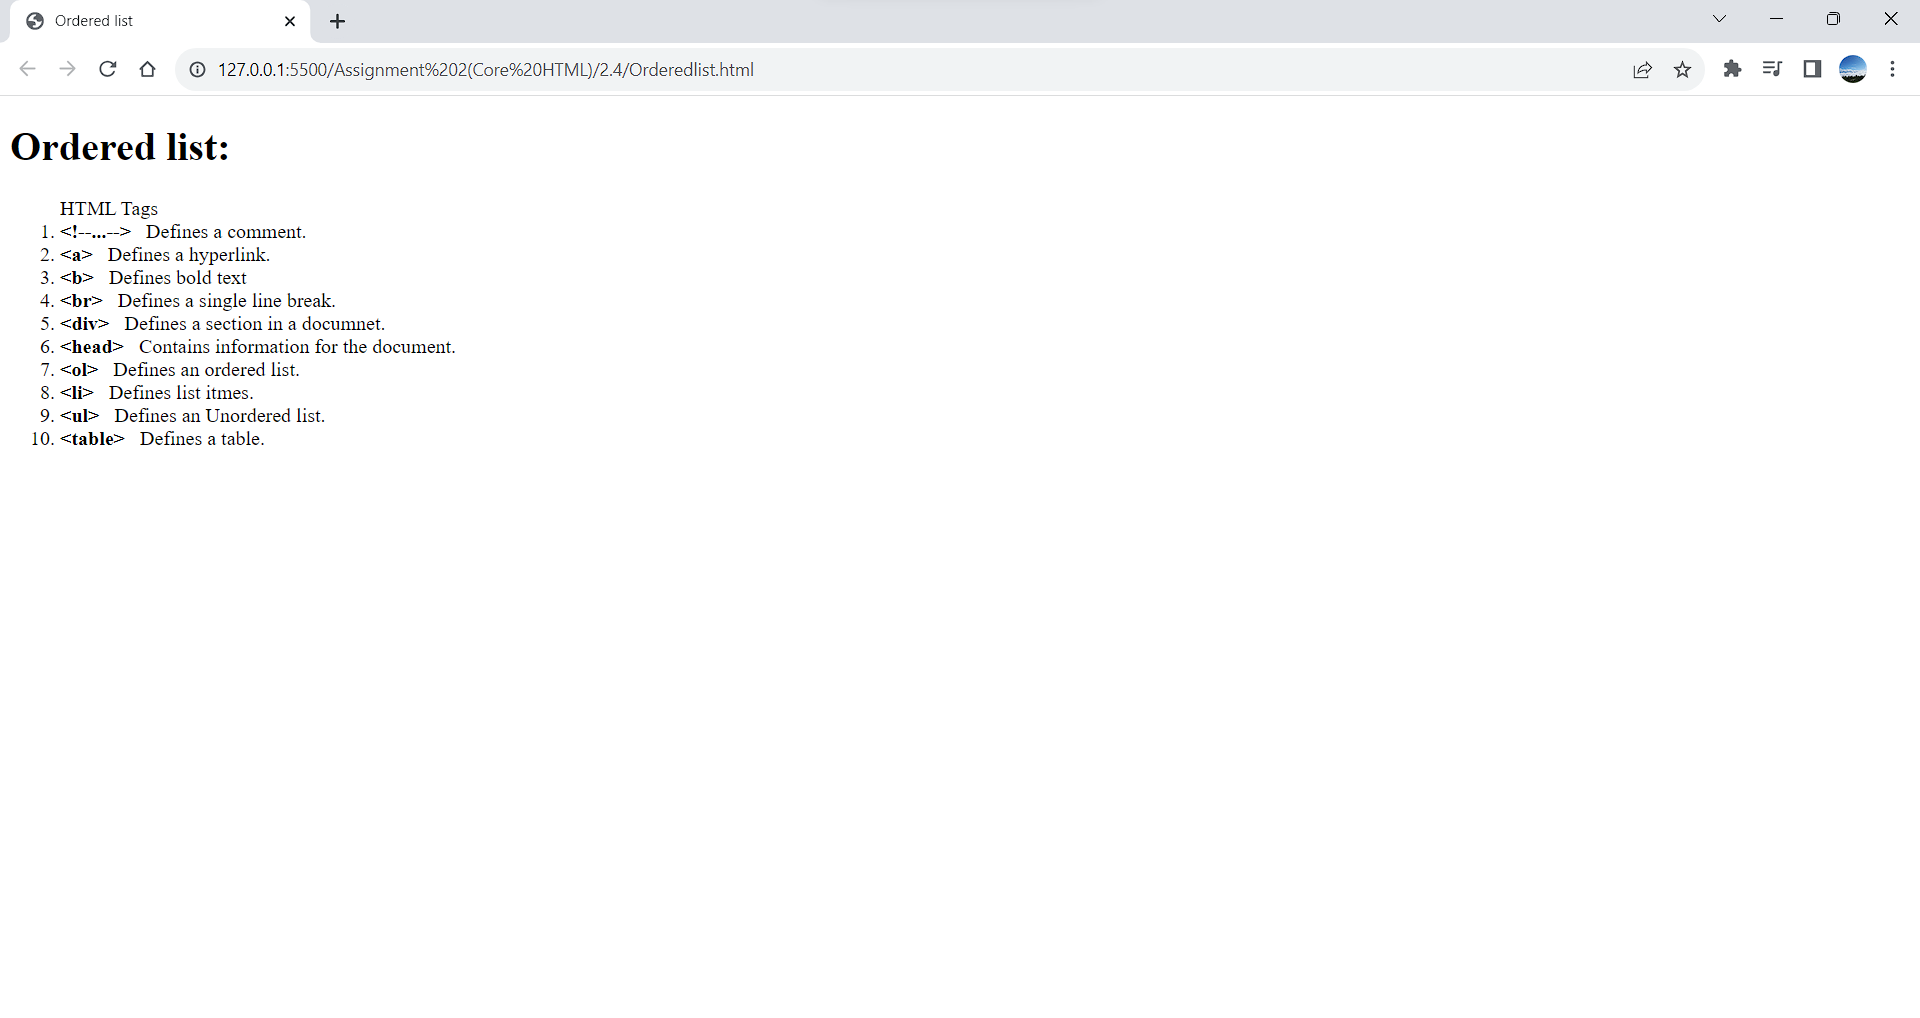 Ordered list
127.0.0.1:5500/Assignment%202(Core%20HTML)/2.4/Orderedlist.html
Ordered list:
HTML Tags
1. <!--...--> Defines a comment.
2. <a> Defines a hyperlink.
3. <b> Defines bold text
4. <br> Defines a single line break.
5. <div> Defines a section in a documnet.
6. <head> Contains information for the document.
7. <ol> Defines an ordered list.
8. <li> Defines list itmes.
9. <ul> Defines an Unordered list.
10. <table> Defines a table.